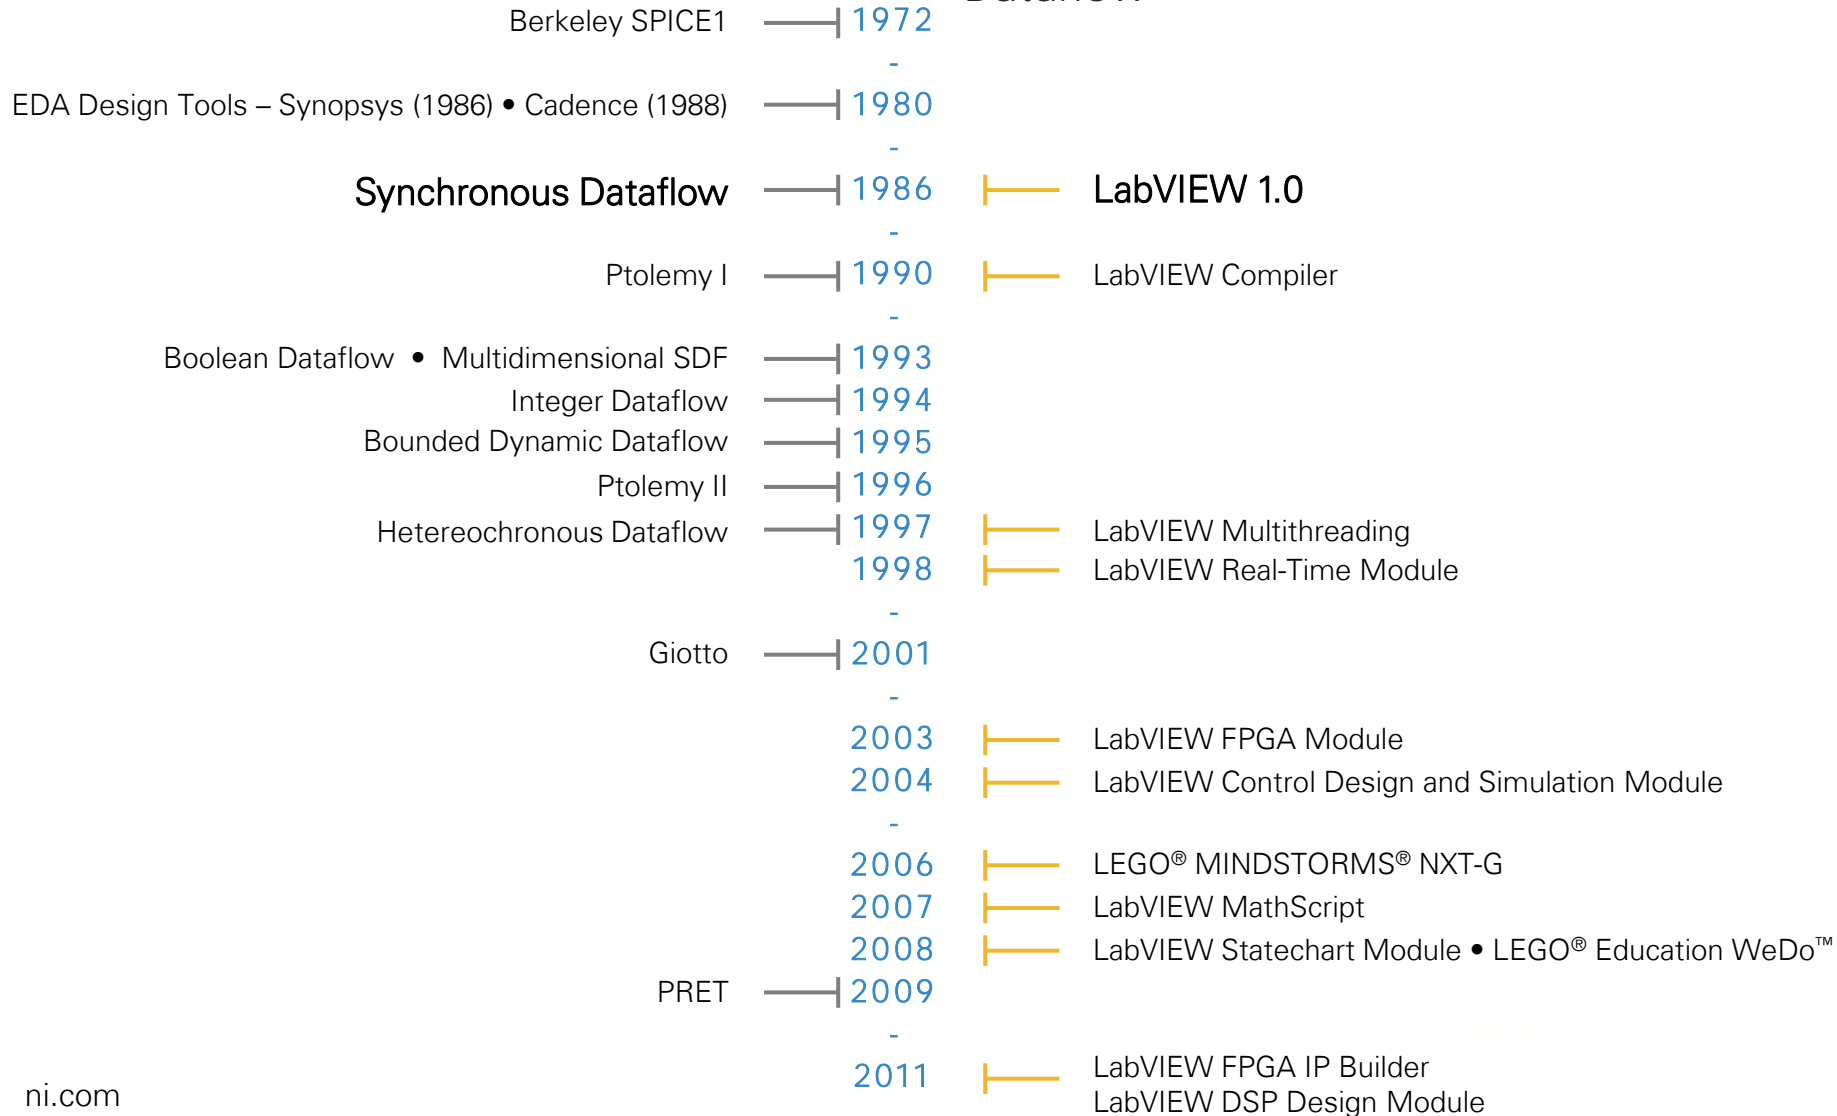 Berkeley SPICE1 1972
-
EDA Design Tools – Synopsys (1986) • Cadence (1988) 1980
-
Synchronous Dataflow 1986 LabVIEW 1.0
-
Ptolemy I 1990 LabVIEW Compiler
-
Boolean Dataflow • Multidimensional SDF 1993
Integer Dataflow 1994
Bounded Dynamic Dataflow 1995
Ptolemy II 1996
Hetereochronous Dataflow 1997 LabVIEW Multithreading
1998 LabVIEW Real-Time Module
-
Giotto 2001
-
2003 LabVIEW FPGA Module
2004 LabVIEW Control Design and Simulation Module
-
2006 LEGO® MINDSTORMS® NXT-G
2007 LabVIEW MathScript
2008 LabVIEW Statechart Module • LEGO® Education WeDo™
PRET 2009
-
2011 LabVIEW FPGA IP Builder
LabVIEW DSP Design Module
ni.com